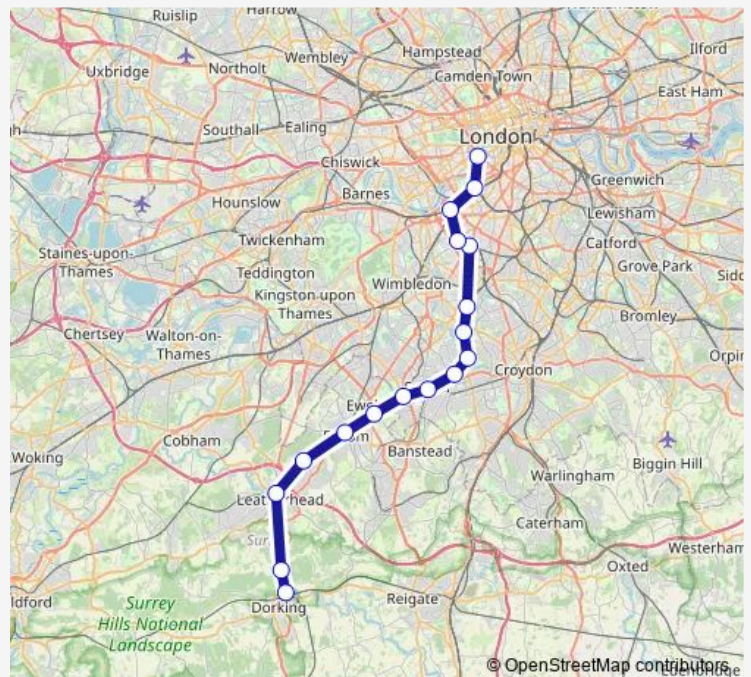 Ruislip
Harrow
Hampstead
Ilford
Uxbridge
Northolt
Wembley
Camden Town
East Ham
Southall
Ealing
London
Chiswick
Barnes
Greenwich
Hounslow
Lewisham
Twickenham
Catford
Staines-upon-
Thames
Teddington
Wimbledon
Grove Park
Kingston upon
Thames
Bromley
Chertsey
Walton-on-
Thames
Croydon
Cobham
Banstead
Woking
Biggin Hill
Warlingham
Caterham
Westerham
Oxted
Surrey
Hills National
Landscape
Dorking
Reigate
© OpenStreetMap contributors